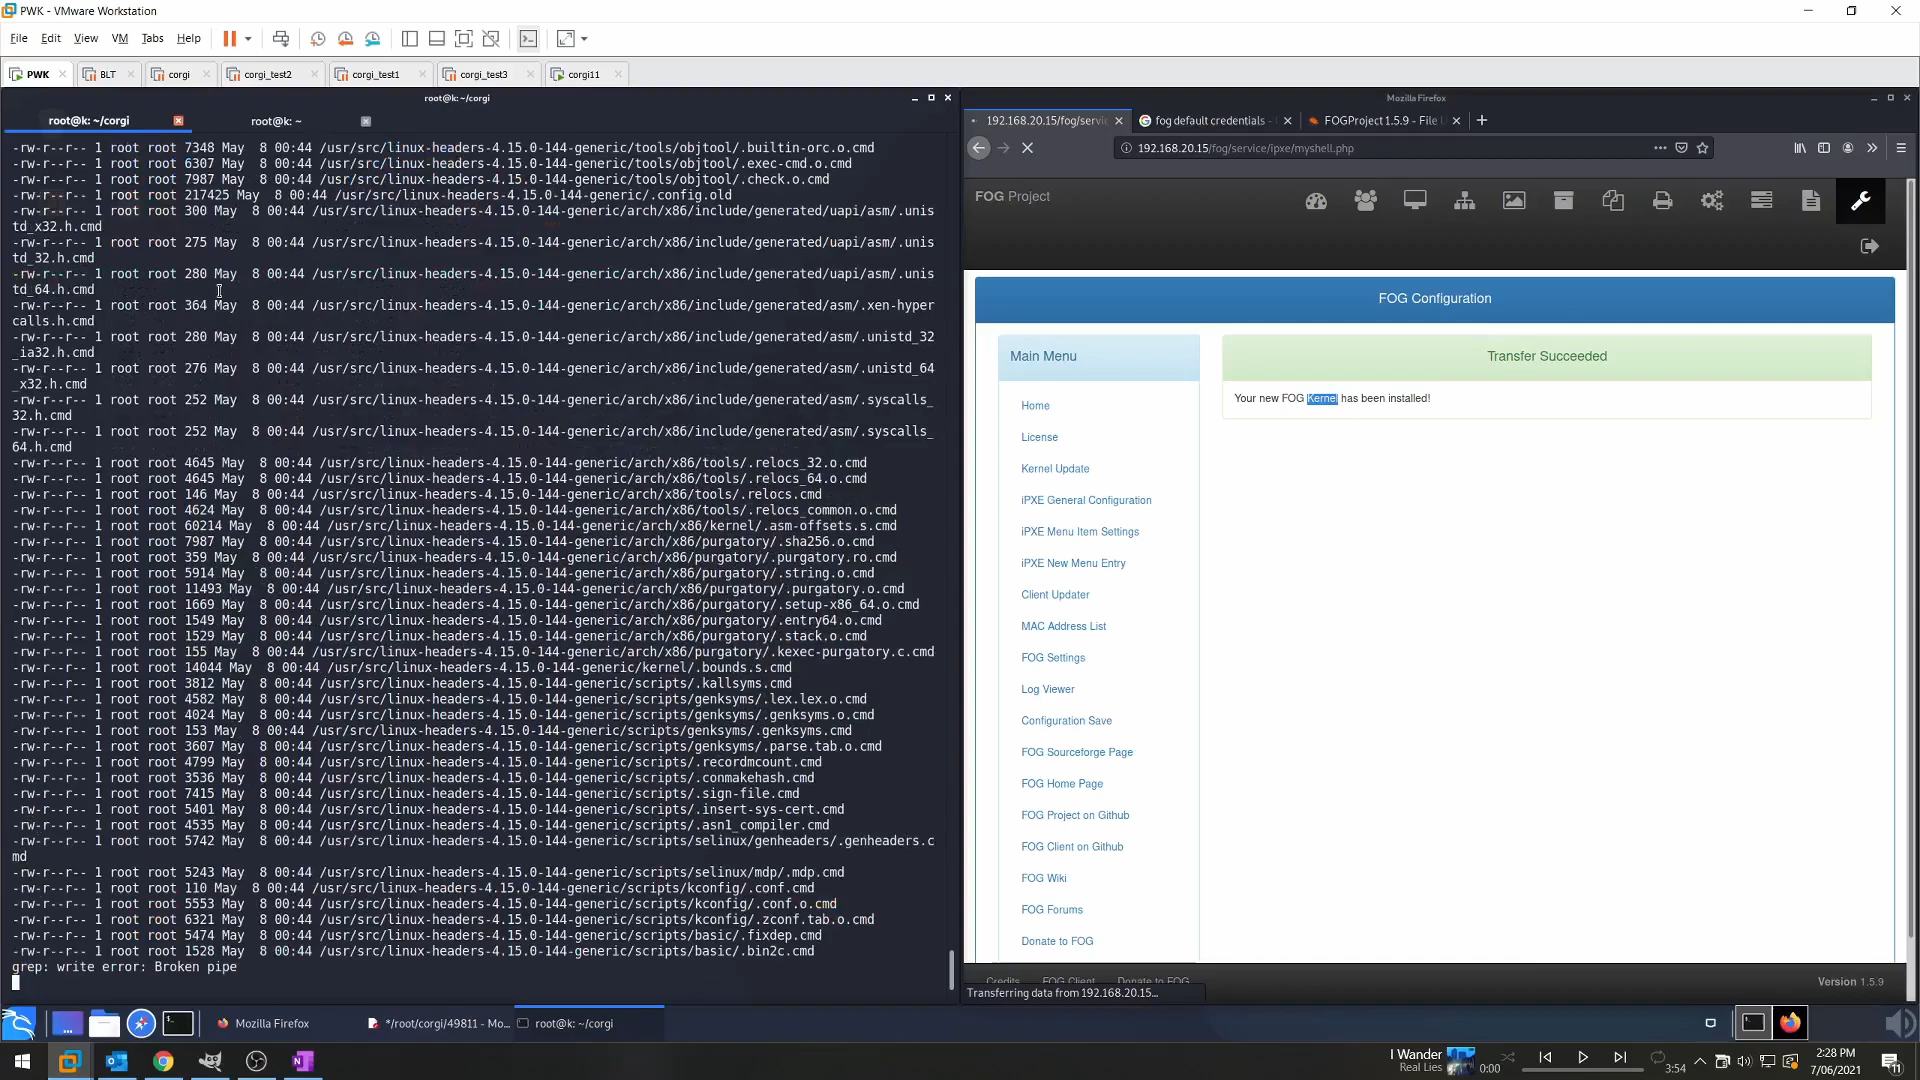 PWK - VMware Workstation
File Edit View VM Tabs Help
PWK BLT corgi corgi_test2 corgi_test1 corgi_test3 corgi11
root@k: ~/corgi
root@k: ~/corgi root@k: ~
-rw-r--r-- 1 root root 7348 May  8 00:44 /usr/src/linux-headers-4.15.0-144-generic/tools/objtool/.builtin-orc.o.cmd
-rw-r--r-- 1 root root 6307 May  8 00:44 /usr/src/linux-headers-4.15.0-144-generic/tools/objtool/.exec-cmd.o.cmd
-rw-r--r-- 1 root root 7987 May  8 00:44 /usr/src/linux-headers-4.15.0-144-generic/tools/objtool/.check.o.cmd
-rw-r--r-- 1 root root 217425 May  8 00:44 /usr/src/linux-headers-4.15.0-144-generic/.config.old
-rw-r--r-- 1 root root 300 May  8 00:44 /usr/src/linux-headers-4.15.0-144-generic/arch/x86/include/generated/uapi/asm/.unis
td_x32.h.cmd
-rw-r--r-- 1 root root 275 May  8 00:44 /usr/src/linux-headers-4.15.0-144-generic/arch/x86/include/generated/uapi/asm/.unis
td_32.h.cmd
-rw-r--r-- 1 root root 280 May  8 00:44 /usr/src/linux-headers-4.15.0-144-generic/arch/x86/include/generated/uapi/asm/.unis
td_64.h.cmd
-rw-r--r-- 1 root root 364 May  8 00:44 /usr/src/linux-headers-4.15.0-144-generic/arch/x86/include/generated/asm/.xen-hyper
calls.h.cmd
-rw-r--r-- 1 root root 280 May  8 00:44 /usr/src/linux-headers-4.15.0-144-generic/arch/x86/include/generated/asm/.unistd_32
_ia32.h.cmd
-rw-r--r-- 1 root root 276 May  8 00:44 /usr/src/linux-headers-4.15.0-144-generic/arch/x86/include/generated/asm/.unistd_64
_x32.h.cmd
-rw-r--r-- 1 root root 252 May  8 00:44 /usr/src/linux-headers-4.15.0-144-generic/arch/x86/include/generated/asm/.syscalls_
32.h.cmd
-rw-r--r-- 1 root root 252 May  8 00:44 /usr/src/linux-headers-4.15.0-144-generic/arch/x86/include/generated/asm/.syscalls_
64.h.cmd
-rw-r--r-- 1 root root 4645 May  8 00:44 /usr/src/linux-headers-4.15.0-144-generic/arch/x86/tools/.relocs_32.o.cmd
-rw-r--r-- 1 root root 4645 May  8 00:44 /usr/src/linux-headers-4.15.0-144-generic/arch/x86/tools/.relocs_64.o.cmd
-rw-r--r-- 1 root root 146 May  8 00:44 /usr/src/linux-headers-4.15.0-144-generic/arch/x86/tools/.relocs.cmd
-rw-r--r-- 1 root root 4624 May  8 00:44 /usr/src/linux-headers-4.15.0-144-generic/arch/x86/tools/.relocs_common.o.cmd
-rw-r--r-- 1 root root 60214 May  8 00:44 /usr/src/linux-headers-4.15.0-144-generic/arch/x86/kernel/.asm-offsets.s.cmd
-rw-r--r-- 1 root root 7987 May  8 00:44 /usr/src/linux-headers-4.15.0-144-generic/arch/x86/purgatory/.sha256.o.cmd
-rw-r--r-- 1 root root 359 May  8 00:44 /usr/src/linux-headers-4.15.0-144-generic/arch/x86/purgatory/.purgatory.ro.cmd
-rw-r--r-- 1 root root 5914 May  8 00:44 /usr/src/linux-headers-4.15.0-144-generic/arch/x86/purgatory/.string.o.cmd
-rw-r--r-- 1 root root 11493 May  8 00:44 /usr/src/linux-headers-4.15.0-144-generic/arch/x86/purgatory/.purgatory.o.cmd
-rw-r--r-- 1 root root 1669 May  8 00:44 /usr/src/linux-headers-4.15.0-144-generic/arch/x86/purgatory/.setup-x86_64.o.cmd
-rw-r--r-- 1 root root 1549 May  8 00:44 /usr/src/linux-headers-4.15.0-144-generic/arch/x86/purgatory/.entry64.o.cmd
-rw-r--r-- 1 root root 1529 May  8 00:44 /usr/src/linux-headers-4.15.0-144-generic/arch/x86/purgatory/.stack.o.cmd
-rw-r--r-- 1 root root 155 May  8 00:44 /usr/src/linux-headers-4.15.0-144-generic/arch/x86/purgatory/.kexec-purgatory.c.cmd
-rw-r--r-- 1 root root 14044 May  8 00:44 /usr/src/linux-headers-4.15.0-144-generic/kernel/.bounds.s.cmd
-rw-r--r-- 1 root root 3812 May  8 00:44 /usr/src/linux-headers-4.15.0-144-generic/scripts/.kallsyms.cmd
-rw-r--r-- 1 root root 4582 May  8 00:44 /usr/src/linux-headers-4.15.0-144-generic/scripts/genksyms/.lex.lex.o.cmd
-rw-r--r-- 1 root root 4024 May  8 00:44 /usr/src/linux-headers-4.15.0-144-generic/scripts/genksyms/.genksyms.o.cmd
-rw-r--r-- 1 root root 153 May  8 00:44 /usr/src/linux-headers-4.15.0-144-generic/scripts/genksyms/.genksyms.cmd
-rw-r--r-- 1 root root 3607 May  8 00:44 /usr/src/linux-headers-4.15.0-144-generic/scripts/genksyms/.parse.tab.o.cmd
-rw-r--r-- 1 root root 4799 May  8 00:44 /usr/src/linux-headers-4.15.0-144-generic/scripts/.recordmcount.cmd
-rw-r--r-- 1 root root 3536 May  8 00:44 /usr/src/linux-headers-4.15.0-144-generic/scripts/.conmakehash.cmd
-rw-r--r-- 1 root root 7415 May  8 00:44 /usr/src/linux-headers-4.15.0-144-generic/scripts/.sign-file.cmd
-rw-r--r-- 1 root root 5401 May  8 00:44 /usr/src/linux-headers-4.15.0-144-generic/scripts/.insert-sys-cert.cmd
-rw-r--r-- 1 root root 4535 May  8 00:44 /usr/src/linux-headers-4.15.0-144-generic/scripts/.asn1_compiler.cmd
-rw-r--r-- 1 root root 5742 May  8 00:44 /usr/src/linux-headers-4.15.0-144-generic/scripts/selinux/genheaders/.genheaders.c
md
-rw-r--r-- 1 root root 5243 May  8 00:44 /usr/src/linux-headers-4.15.0-144-generic/scripts/selinux/mdp/.mdp.cmd
-rw-r--r-- 1 root root 110 May  8 00:44 /usr/src/linux-headers-4.15.0-144-generic/scripts/kconfig/.conf.cmd
-rw-r--r-- 1 root root 5553 May  8 00:44 /usr/src/linux-headers-4.15.0-144-generic/scripts/kconfig/.conf.o.cmd
-rw-r--r-- 1 root root 6321 May  8 00:44 /usr/src/linux-headers-4.15.0-144-generic/scripts/kconfig/.zconf.tab.o.cmd
-rw-r--r-- 1 root root 5474 May  8 00:44 /usr/src/linux-headers-4.15.0-144-generic/scripts/basic/.fixdep.cmd
-rw-r--r-- 1 root root 1528 May  8 00:44 /usr/src/linux-headers-4.15.0-144-generic/scripts/basic/.bin2c.cmd
grep: write error: Broken pipe
Mozilla Firefox
192.168.20.15/fog/servic fog default credentials - FOGProject 1.5.9 - File U
192.168.20.15/fog/service/ipxe/myshell.php
FOG Project
FOG Configuration
Main Menu
Home
License
Kernel Update
iPXE General Configuration
iPXE Menu Item Settings
iPXE New Menu Entry
Client Updater
MAC Address List
FOG Settings
Log Viewer
Configuration Save
FOG Sourceforge Page
FOG Home Page
FOG Project on Github
FOG Client on Github
FOG Wiki
FOG Forums
Donate to FOG
Transfer Succeeded
Your new FOG Kernel has been installed!
Credits FOG Client Donate to FOG
Version 1.5.9
Transferring data from 192.168.20.15...
Mozilla Firefox */root/corgi/49811 - Mo... root@k: ~/corgi
I Wander
Real Lies
0:00
3:54
2:28 PM
7/06/2021
11